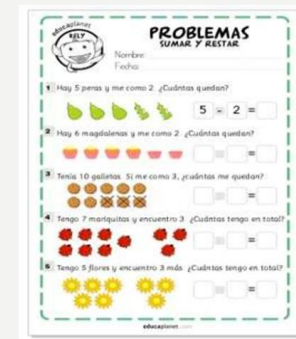 educaplanet
RELY
PROBLEMAS
SUMAR Y RESTAR
Nombre:
Fecha:
1 Hay 5 peras y me como 2. ¿Cuántas quedan?
5 - 2 =
2 Hay 6 magdalenas y me como 2. ¿Cuántas quedan?
=
3 Tenía 10 galletas. Si me como 3, ¿cuántas me quedan?
=
4 Tengo 7 mariquitas y encuentro 3. ¿Cuántas tengo en total?
=
5 Tengo 5 flores y encuentro 3 más. ¿Cuántas tengo en total?
=
educaplanet.com